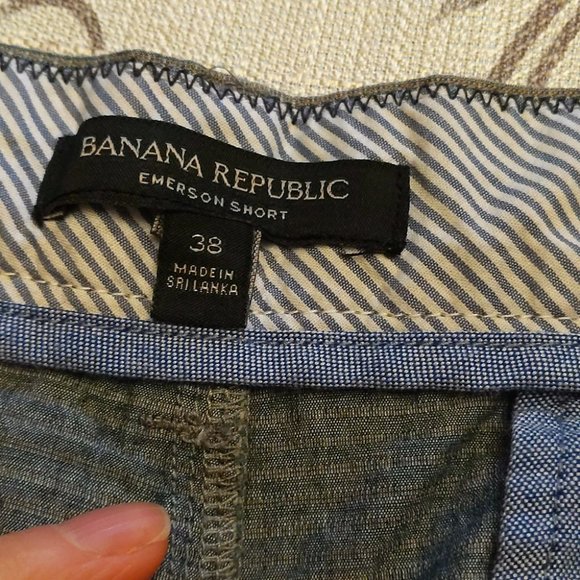 BANANA REPUBLIC
EMERSON SHORT
38
MADE IN
SRI LANKA